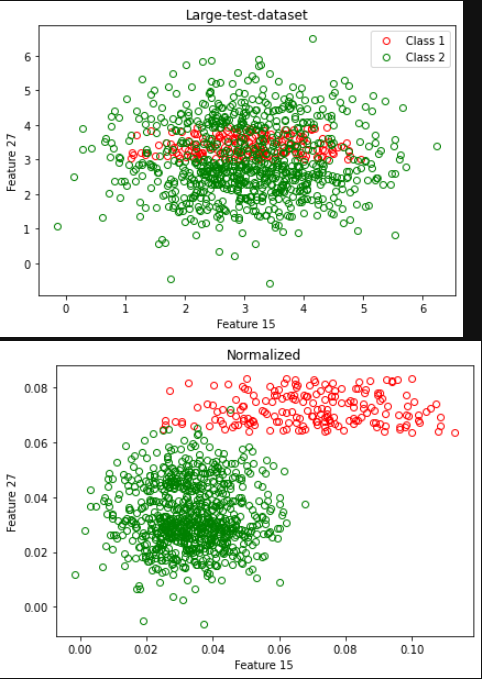 Large-test-dataset
Class 1
Class 2
Feature 27
6
5
4
3
2
1
0
0 1 2 3 4 5 6
Feature 15
Normalized
Feature 27
0.08
0.06
0.04
0.02
0.00
0.00 0.02 0.04 0.06 0.08 0.10
Feature 15